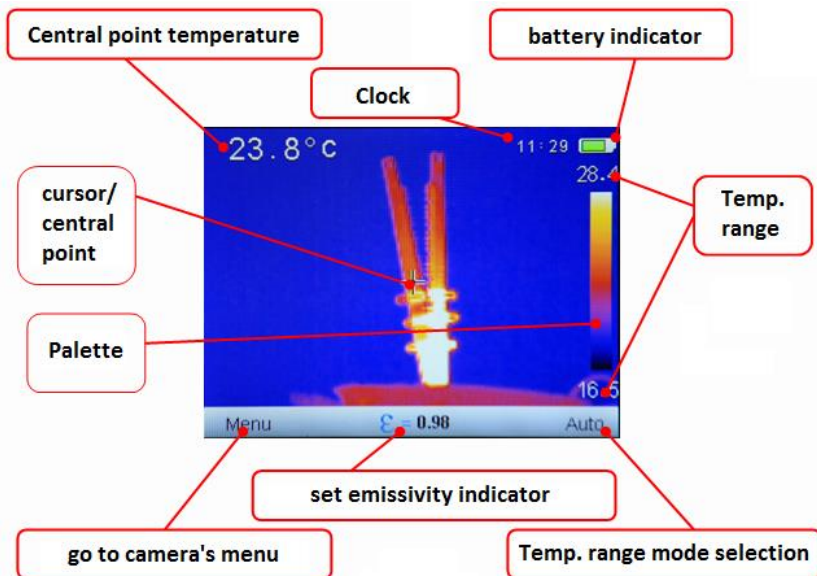 Central point temperature
battery indicator
Clock
23.8°C
11:29
28.4
cursor/
central
point
Temp.
range
Palette
16.5
Menu
ε = 0.98
Auto
set emissivity indicator
go to camera's menu
Temp. range mode selection